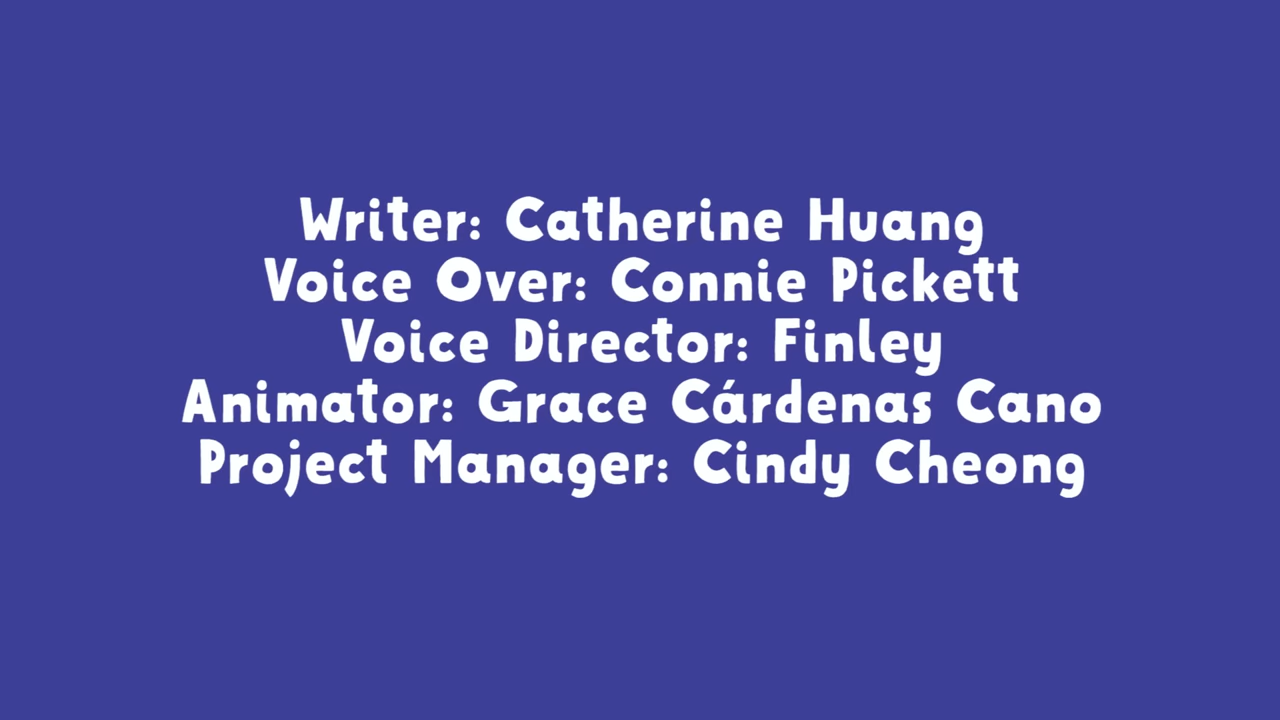 Writer: Catherine Huang
Voice Over: Connie Pickett
Voice Director: Finley
Animator: Grace Cárdenas Cano
Project Manager: Cindy Cheong